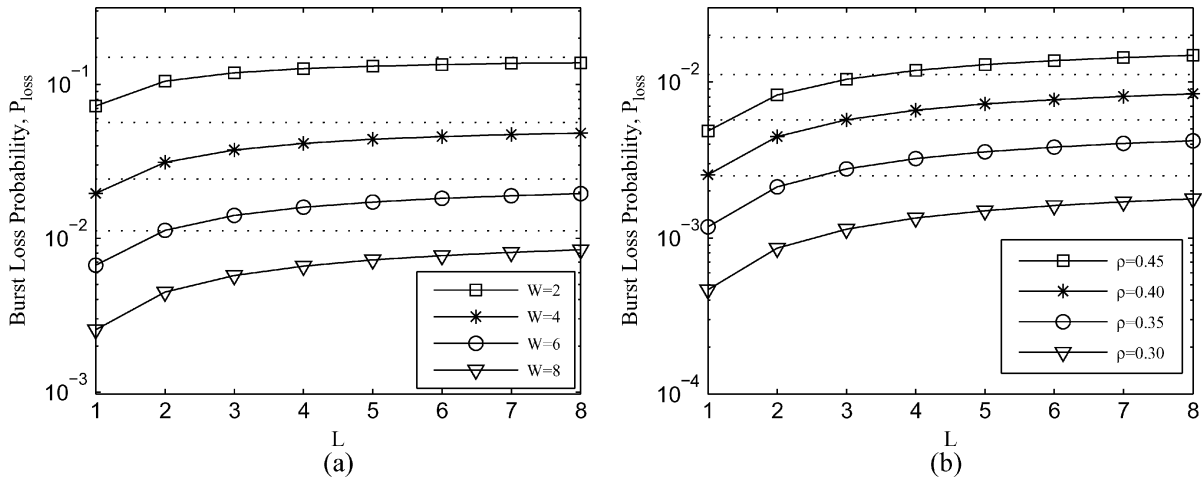 Burst Loss Probability, P_loss
10^-1
10^-2
10^-3
1 2 3 4 5 6 7 8
L
W=2
W=4
W=6
W=8
(a)
Burst Loss Probability, P_loss
10^-2
10^-3
10^-4
1 2 3 4 5 6 7 8
L
ρ=0.45
ρ=0.40
ρ=0.35
ρ=0.30
(b)